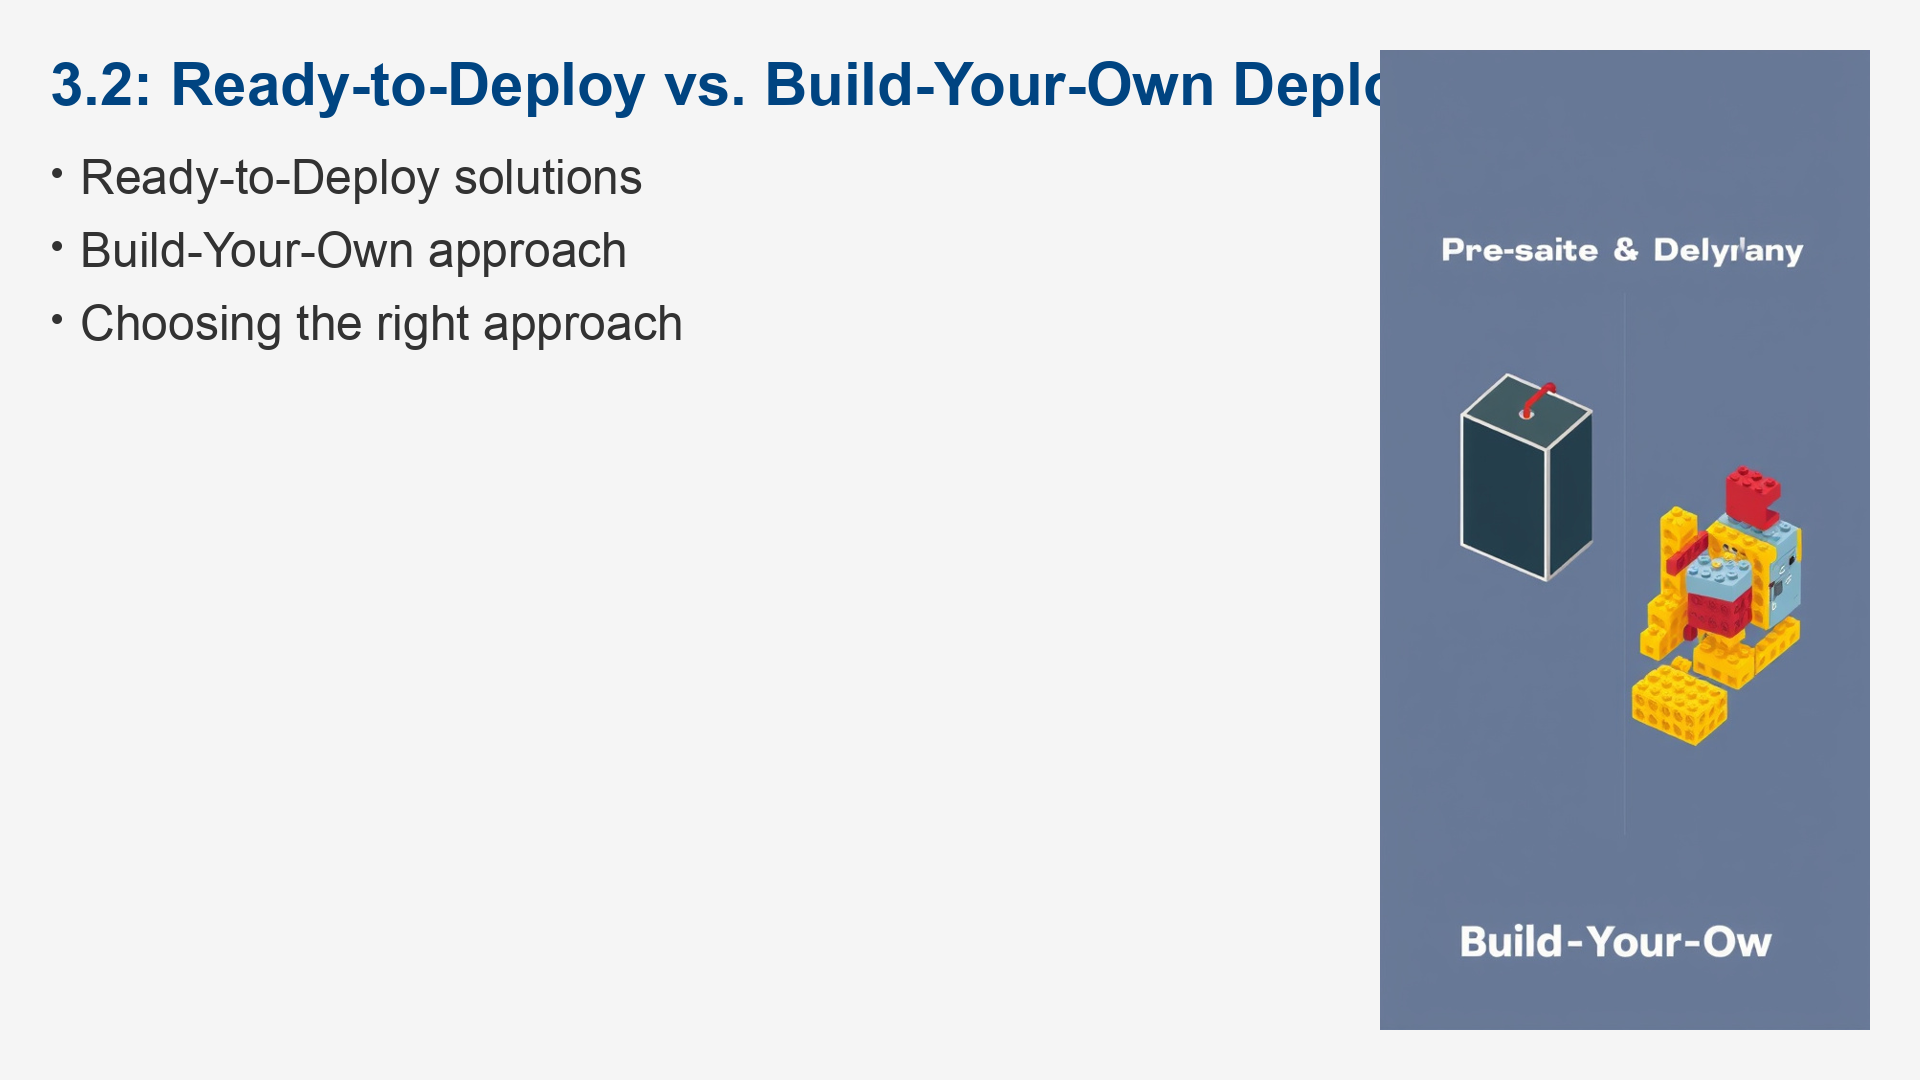 3.2: Ready-to-Deploy vs. Build-Your-Own Deplo
• Ready-to-Deploy solutions
• Build-Your-Own approach
• Choosing the right approach
Pre-saite & Delyr'any
Build-Your-Ow